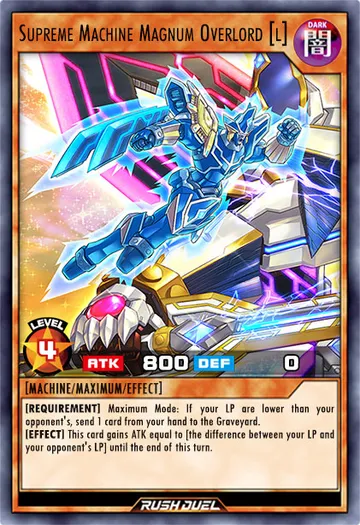 Supreme Machine Magnum Overlord [L]
DARK
闇
LEVEL
4
ATK 800 DEF 0
[MACHINE/MAXIMUM/EFFECT]
[REQUIREMENT] Maximum Mode: If your LP are lower than your
opponent's, send 1 card from your hand to the Graveyard.
[EFFECT] This card gains ATK equal to [the difference between your LP and
your opponent's LP] until the end of this turn.
RUSH DUEL